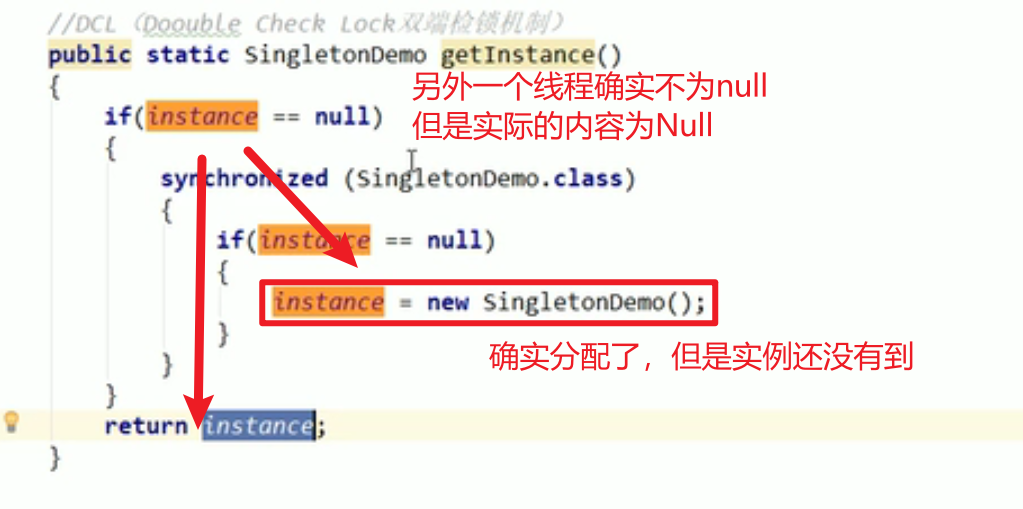 //DCL（Doouble Check Lock双端检锁机制）
public static SingletonDemo getInstance()
{
另外一个线程确实不为null
if(instance == null)
但是实际的内容为Null
{
synchronized (SingletonDemo.class)
{
if(instance == null)
{
instance = new SingletonDemo();
}
确实分配了，但是实例还没有到
}
}
return instance;
}